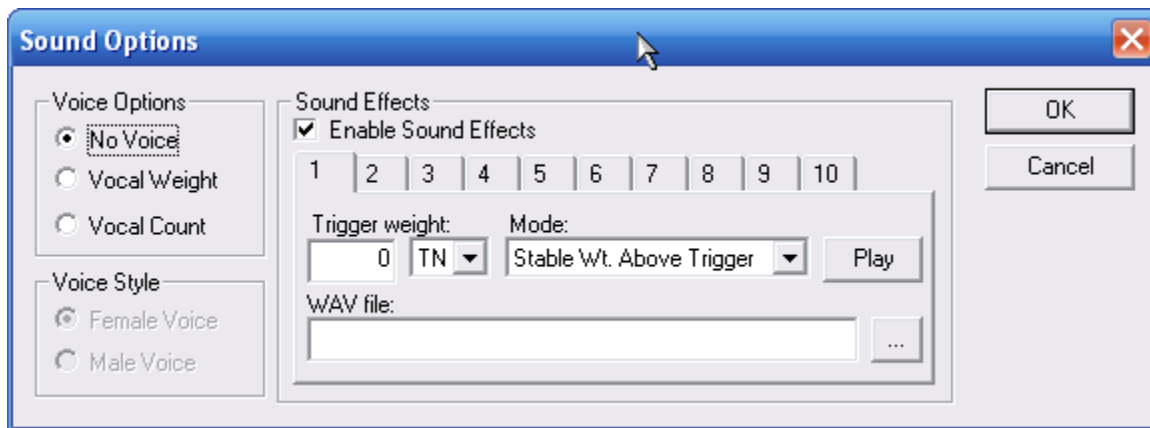 Sound Options
Voice Options
No Voice
Vocal Weight
Vocal Count
Voice Style
Female Voice
Male Voice
Sound Effects
Enable Sound Effects
1 2 3 4 5 6 7 8 9 10
Trigger weight: Mode:
0 TN Stable Wt. Above Trigger Play
WAV file:
...
OK
Cancel